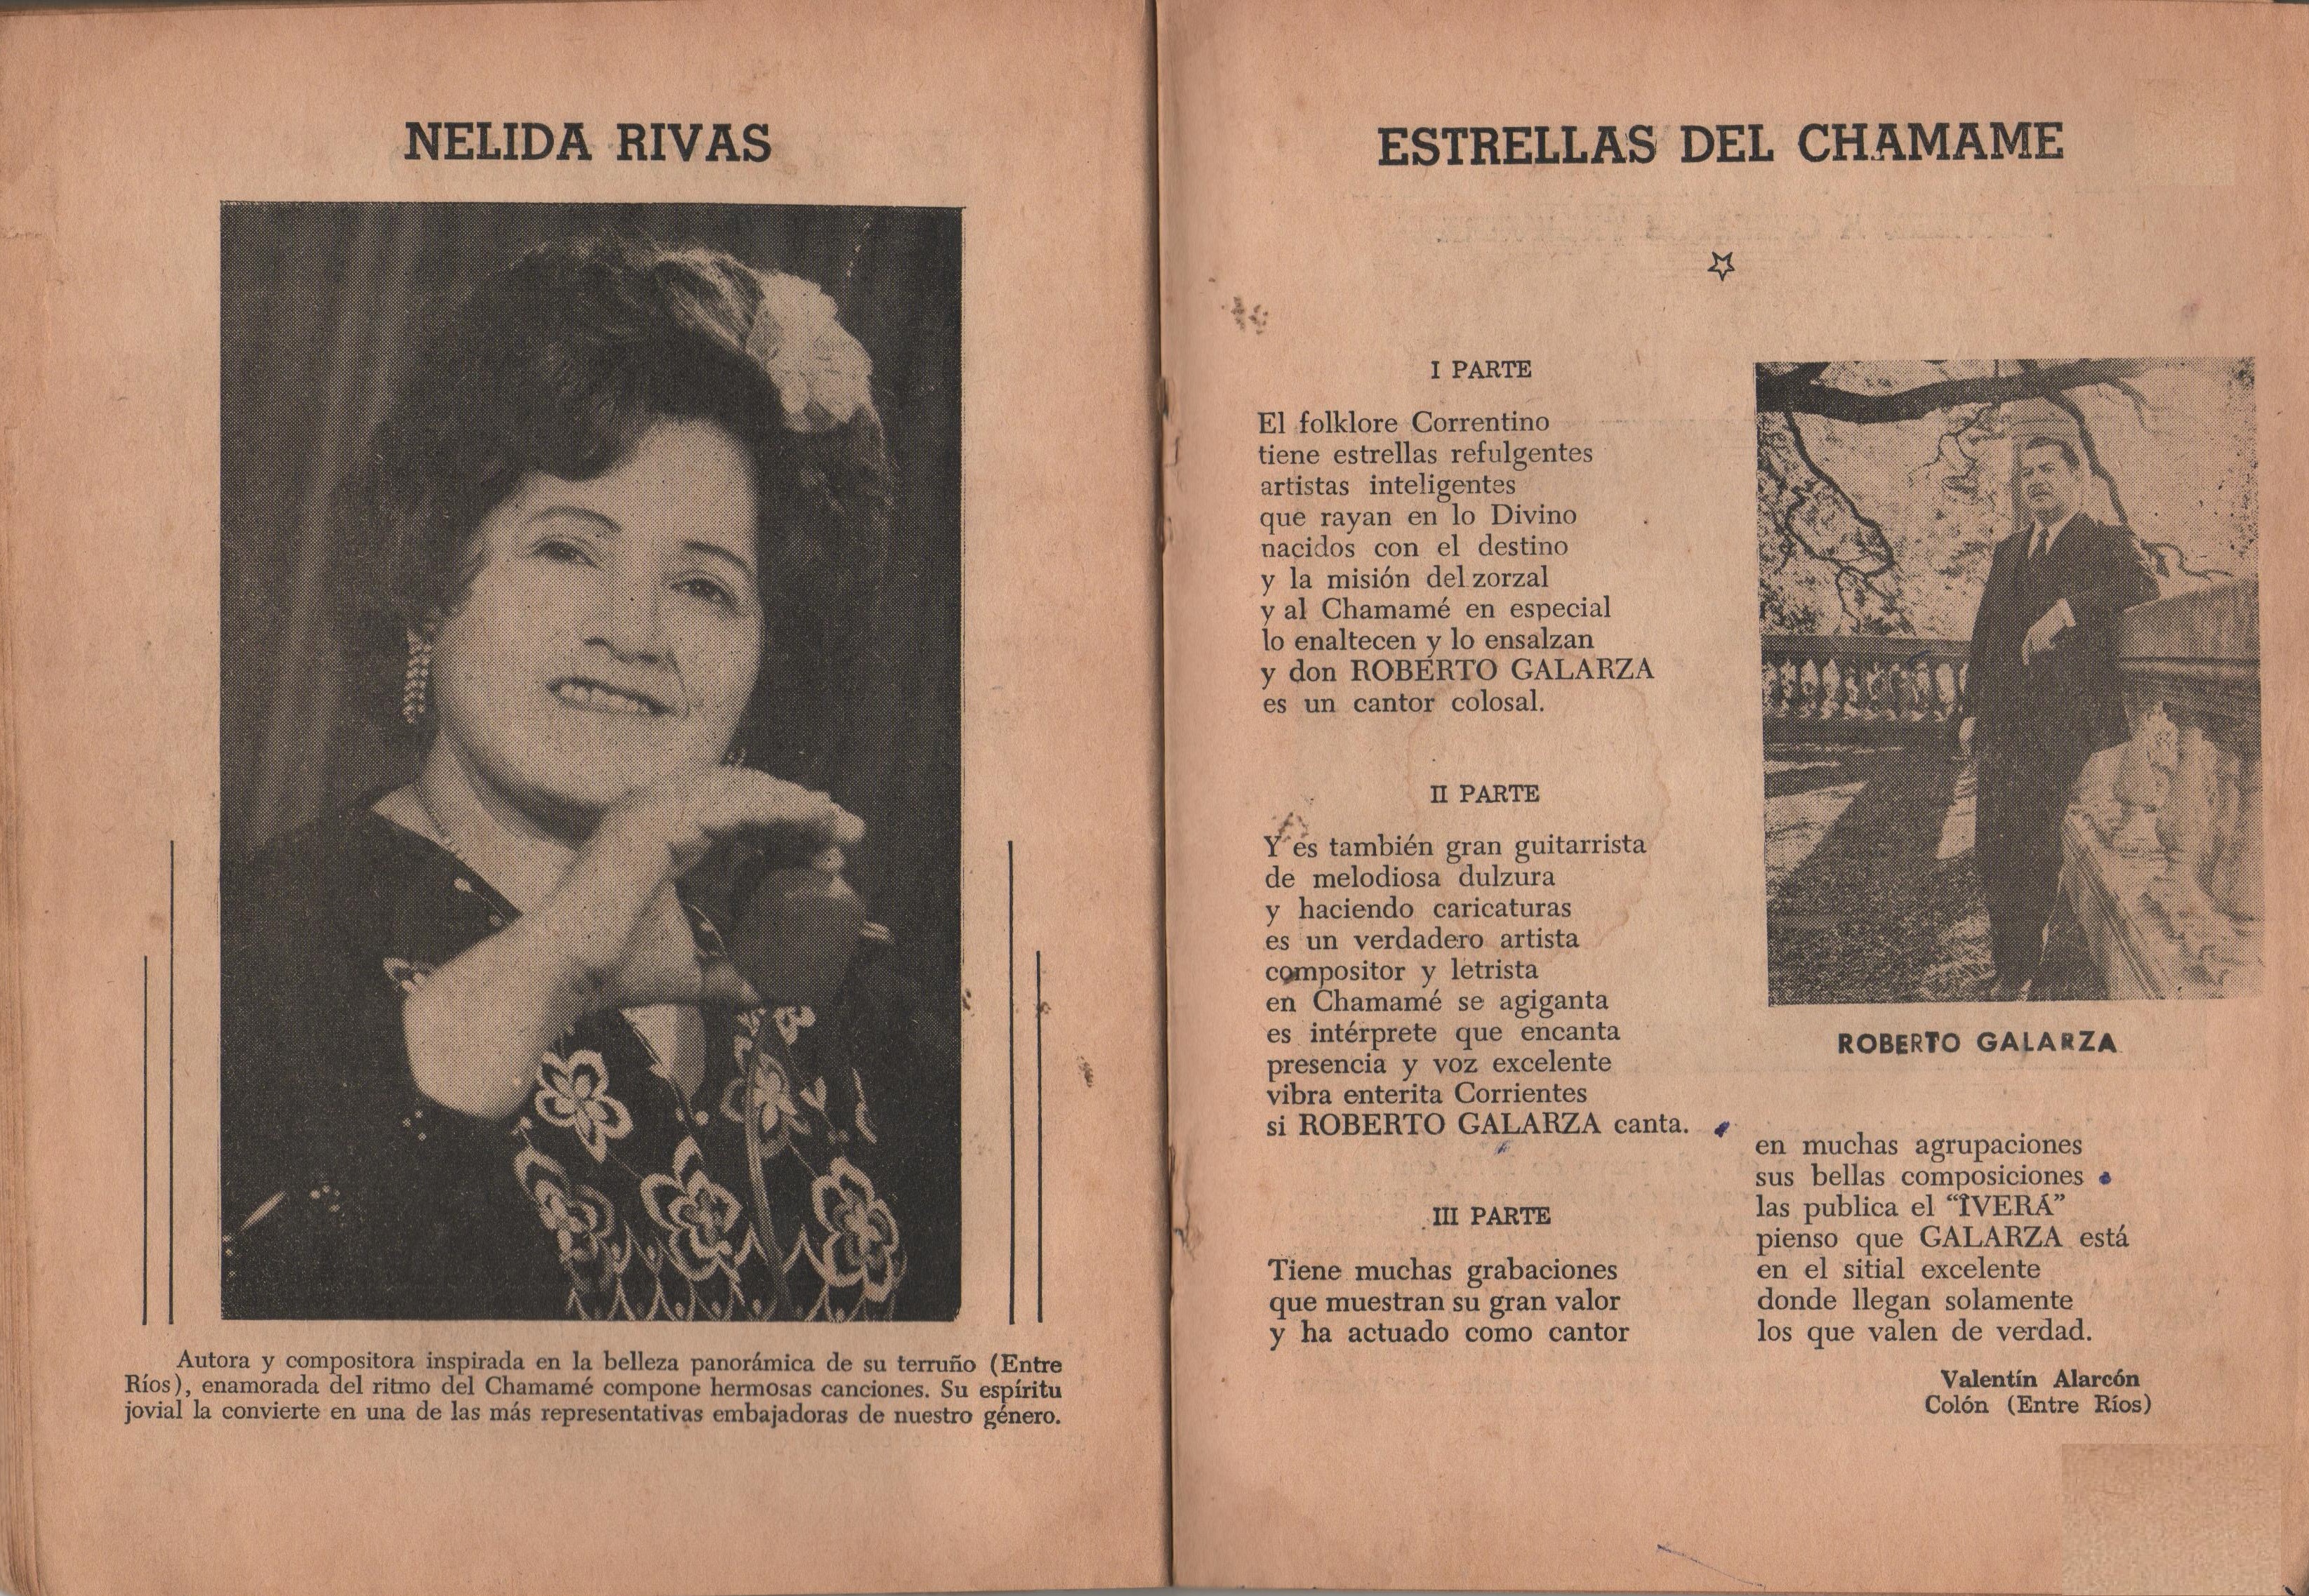 NELIDA RIVAS
Autora y compositora inspirada en la belleza panorámica de su terruño (Entre
Ríos), enamorada del ritmo del Chamamé compone hermosas canciones. Su espíritu
jovial la convierte en una de las más representativas embajadoras de nuestro género.
ESTRELLAS DEL CHAMAME
I PARTE
El folklore Correntino
tiene estrellas refulgentes
artistas inteligentes
que rayan en lo Divino
nacidos con el destino
y la misión del zorzal
y al Chamamé en especial
lo enaltecen y lo ensalzan
y don ROBERTO GALARZA
es un cantor colosal.
II PARTE
Y es también gran guitarrista
de melodiosa dulzura
y haciendo caricaturas
es un verdadero artista
compositor y letrista
en Chamamé se agiganta
es intérprete que encanta
presencia y voz excelente
vibra enterita Corrientes
si ROBERTO GALARZA canta.
III PARTE
Tiene muchas grabaciones
que muestran su gran valor
y ha actuado como cantor
ROBERTO GALARZA
en muchas agrupaciones
sus bellas composiciones
las publica el “ÎVERÁ”
pienso que GALARZA está
en el sitial excelente
donde llegan solamente
los que valen de verdad.
Valentín Alarcón
Colón (Entre Ríos)